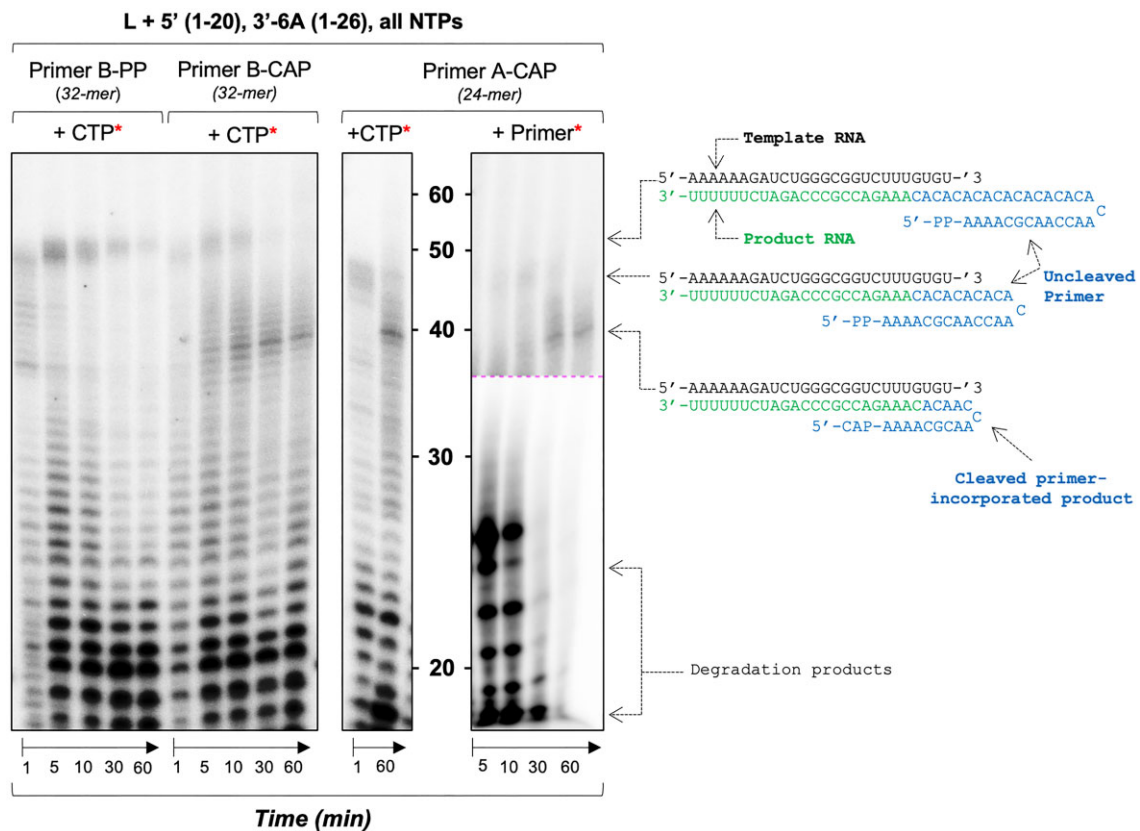 L + 5’ (1-20), 3’-6A (1-26), all NTPs
Primer B-PP
(32-mer)
Primer B-CAP
(32-mer)
Primer A-CAP
(24-mer)
+ CTP*
+ CTP*
+CTP*
+ Primer*
60
50
40
30
20
Template RNA
5’-AAAAAAGAUCUGGGCGGUCUUUGUGU-’3
3’-UUUUUUCUAGACCCGCCAGAAACACACACACACACACACA
C
5’-PP-AAAACGCAACCAA
Product RNA
Uncleaved
Primer
5’-AAAAAAGAUCUGGGCGGUCUUUGUGU-’3
3’-UUUUUUCUAGACCCGCCAGAAACACACACACA
C
5’-PP-AAAACGCAACCAA
5’-AAAAAAGAUCUGGGCGGUCUUUGUGU-’3
3’-UUUUUUCUAGACCCGCCAGAAACACAAC
C
5’-CAP-AAAACGCAA
Cleaved primer-
incorporated product
Degradation products
1 5 10 30 60 1 5 10 30 60 1 60 5 10 30 60
Time (min)